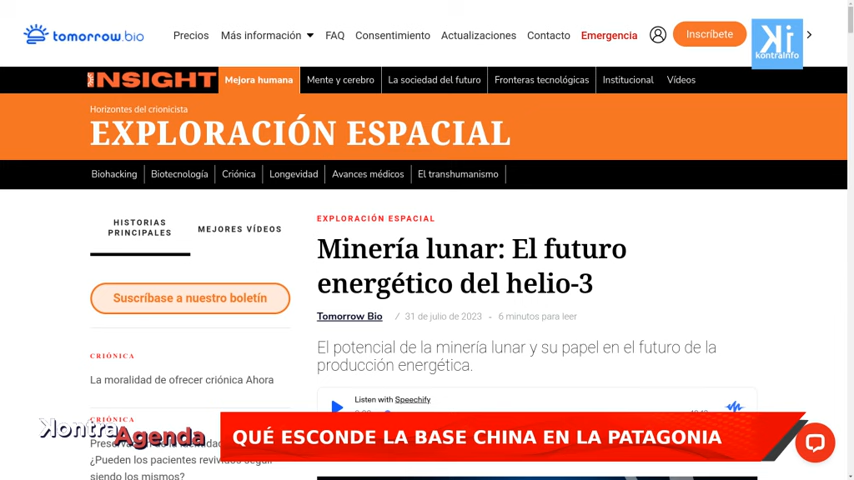 tomorrow.bio
Precios Más información FAQ Consentimiento Actualizaciones Contacto Emergencia Inscríbete
Ki
kontrainfo
INSIGHT Mejora humana Mente y cerebro La sociedad del futuro Fronteras tecnológicas Institucional Vídeos
Horizontes del crionicista
EXPLORACIÓN ESPACIAL
Biohacking Biotecnología Criónica Longevidad Avances médicos El transhumanismo
HISTORIAS
PRINCIPALES
MEJORES VÍDEOS
Suscríbase a nuestro boletín
CRIÓNICA
La moralidad de ofrecer criónica Ahora
CRIÓNICA
¿Pueden los pacientes revividos seguir
siendo los mismos?
EXPLORACIÓN ESPACIAL
Minería lunar: El futuro
energético del helio-3
Tomorrow Bio / 31 de julio de 2023 - 6 minutos para leer
El potencial de la minería lunar y su papel en el futuro de la
producción energética.
Listen with Speechify
Kontra Agenda
QUÉ ESCONDE LA BASE CHINA EN LA PATAGONIA